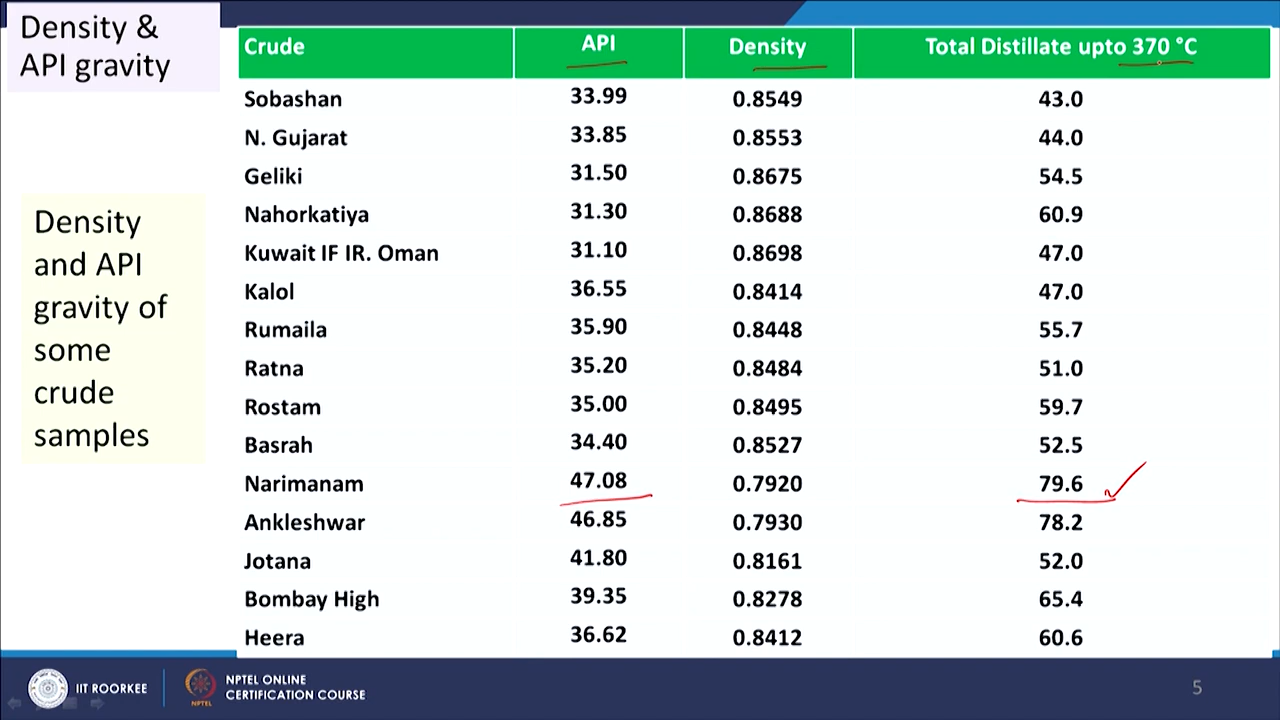 Density &
API gravity
Density
and API
gravity of
some
crude
samples
Crude API Density Total Distillate upto 370 °C
Sobashan 33.99 0.8549 43.0
N. Gujarat 33.85 0.8553 44.0
Geliki 31.50 0.8675 54.5
Nahorkatiya 31.30 0.8688 60.9
Kuwait IF IR. Oman 31.10 0.8698 47.0
Kalol 36.55 0.8414 47.0
Rumaila 35.90 0.8448 55.7
Ratna 35.20 0.8484 51.0
Rostam 35.00 0.8495 59.7
Basrah 34.40 0.8527 52.5
Narimanam 47.08 0.7920 79.6
Ankleshwar 46.85 0.7930 78.2
Jotana 41.80 0.8161 52.0
Bombay High 39.35 0.8278 65.4
Heera 36.62 0.8412 60.6
IIT ROORKEE
NPTEL
NPTEL ONLINE
CERTIFICATION COURSE
5